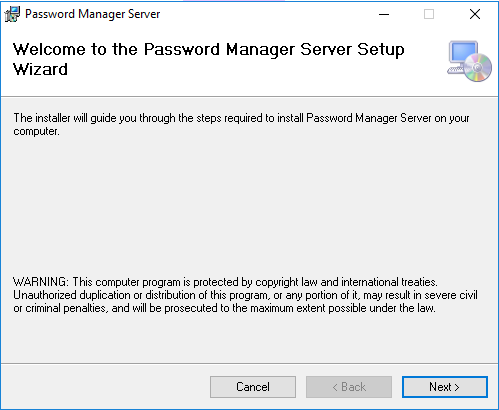 Password Manager Server
Welcome to the Password Manager Server Setup
Wizard
The installer will guide you through the steps required to install Password Manager Server on your
computer.
WARNING: This computer program is protected by copyright law and international treaties.
Unauthorized duplication or distribution of this program, or any portion of it, may result in severe civil
or criminal penalties, and will be prosecuted to the maximum extent possible under the law.
Cancel
< Back
Next >